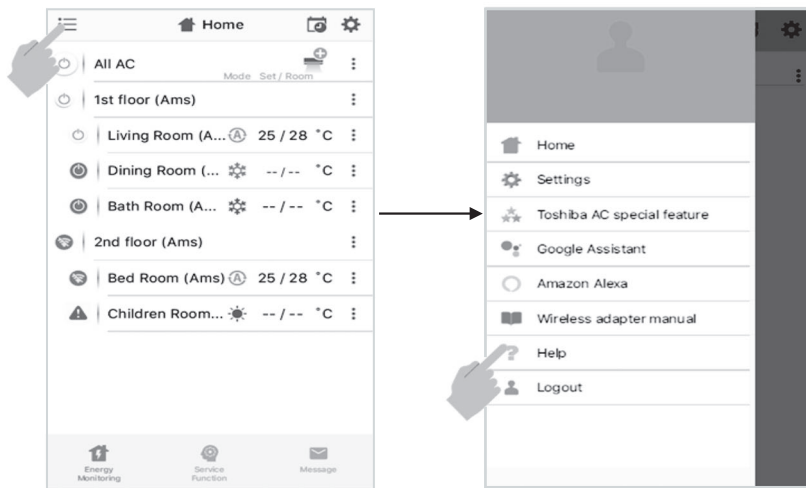 Home
All AC
Mode Set / Room
1st floor (Ams)
Living Room (A... A 25 / 28 °C
Dining Room (... -- / -- °C
Bath Room (A... -- / -- °C
2nd floor (Ams)
Bed Room (Ams) A 25 / 28 °C
Children Room... -- / -- °C
Energy
Monitoring
Service
Function
Message
Home
Settings
Toshiba AC special feature
Google Assistant
Amazon Alexa
Wireless adapter manual
Help
Logout